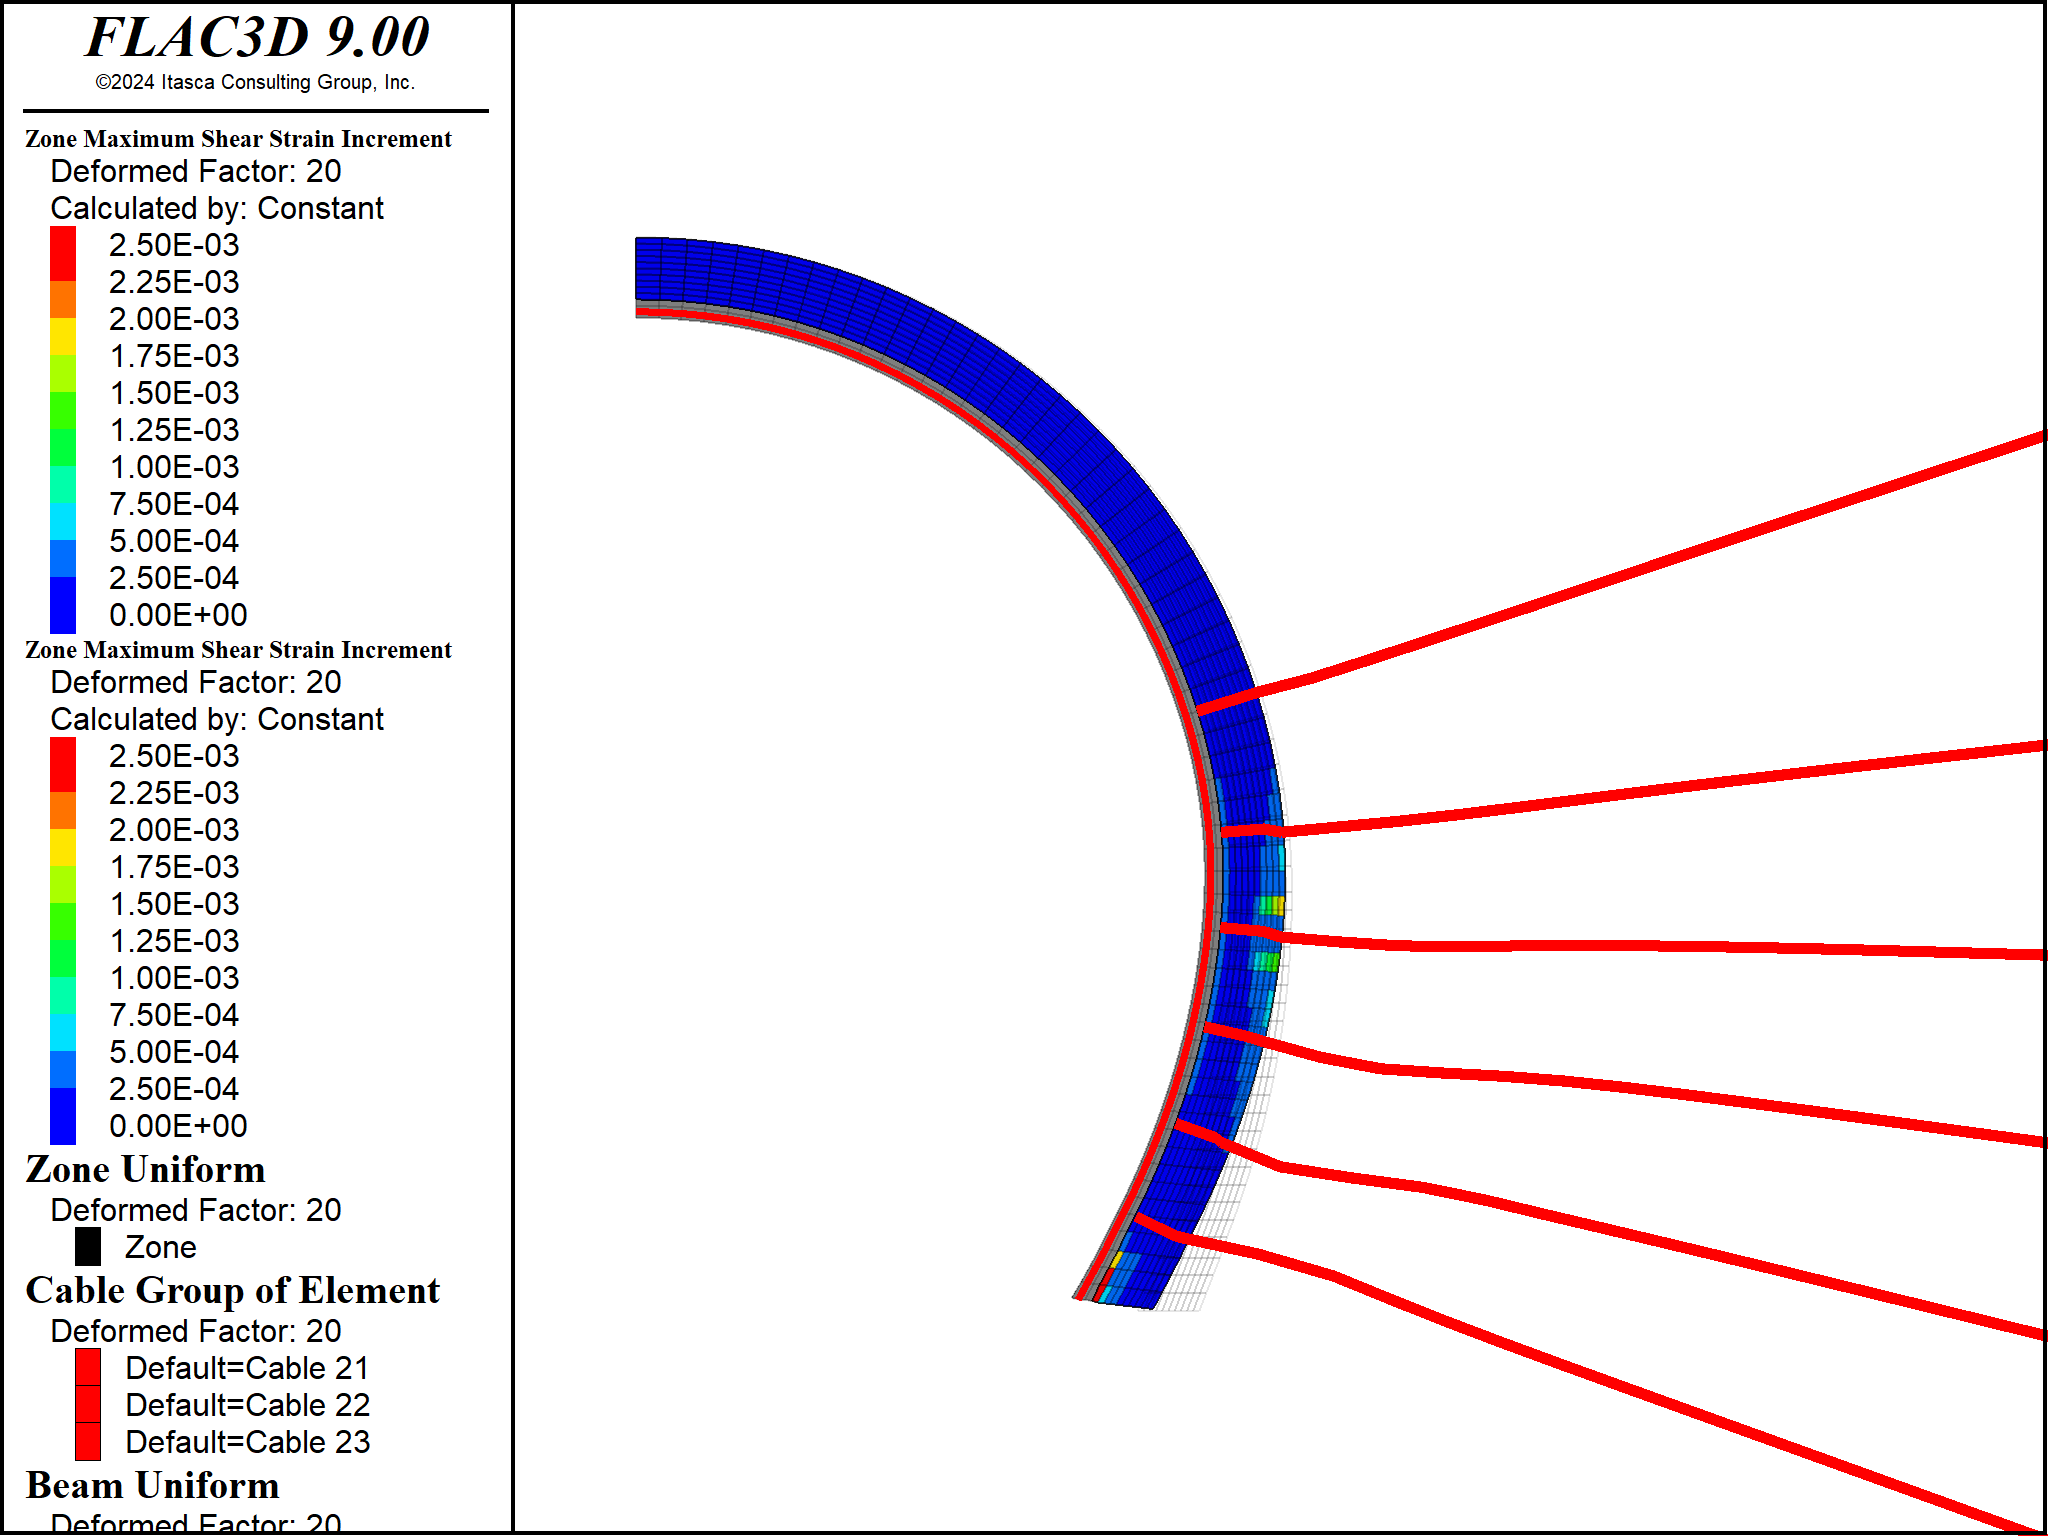 FLAC3D 9.00
©2024 Itasca Consulting Group, Inc.
Zone Maximum Shear Strain Increment
Deformed Factor: 20
Calculated by: Constant
2.50E-03
2.25E-03
2.00E-03
1.75E-03
1.50E-03
1.25E-03
1.00E-03
7.50E-04
5.00E-04
2.50E-04
0.00E+00
Zone Maximum Shear Strain Increment
Deformed Factor: 20
Calculated by: Constant
2.50E-03
2.25E-03
2.00E-03
1.75E-03
1.50E-03
1.25E-03
1.00E-03
7.50E-04
5.00E-04
2.50E-04
0.00E+00
Zone Uniform
Deformed Factor: 20
Zone
Cable Group of Element
Deformed Factor: 20
Default=Cable 21
Default=Cable 22
Default=Cable 23
Beam Uniform
Deformed Factor: 20